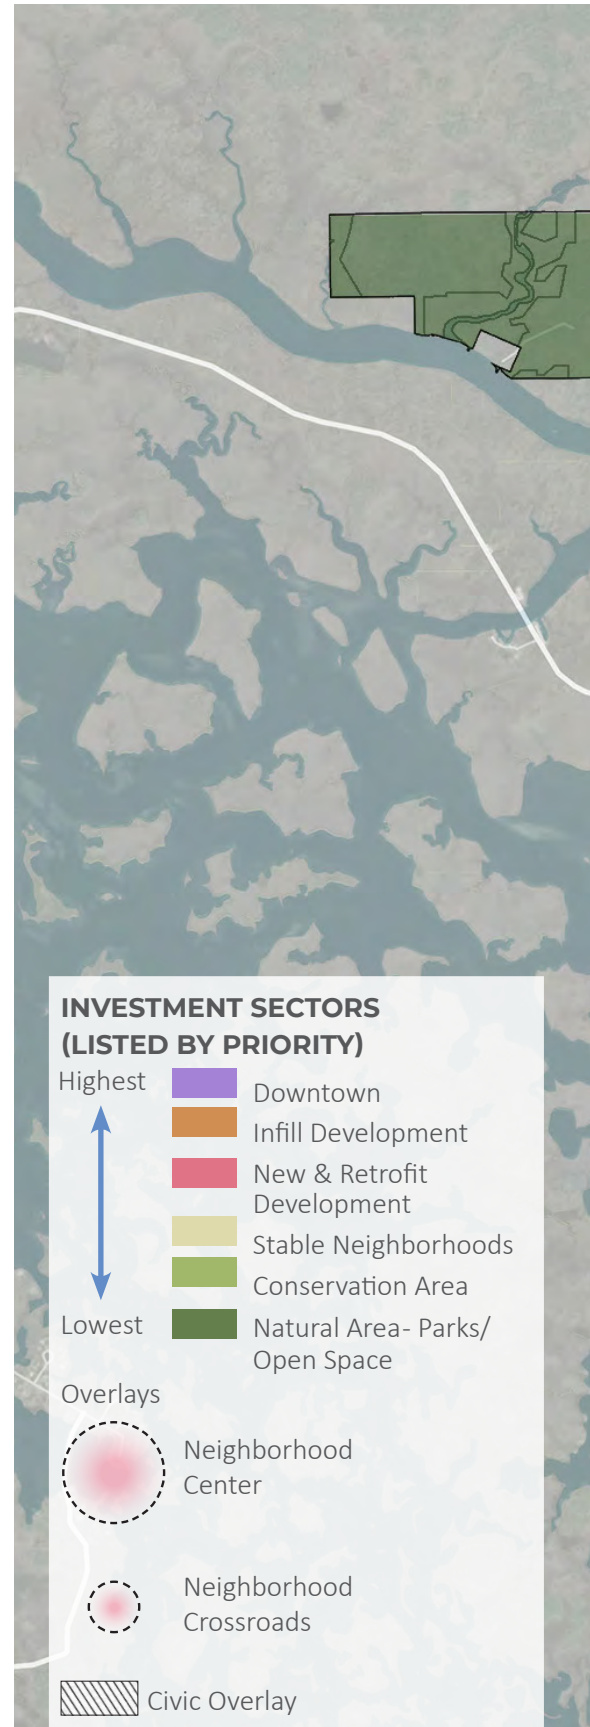 INVESTMENT SECTORS
(LISTED BY PRIORITY)
Highest
Downtown
Infill Development
New & Retrofit
Development
Stable Neighborhoods
Conservation Area
Lowest
Natural Area- Parks/
Open Space
Overlays
Neighborhood
Center
Neighborhood
Crossroads
Civic Overlay